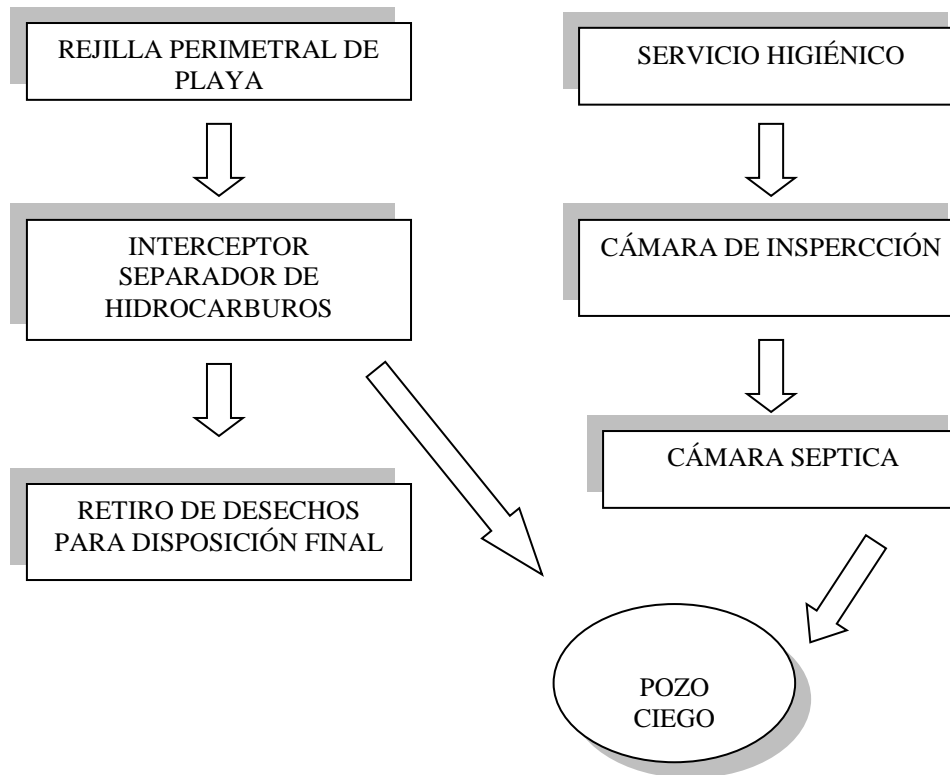 REJILLA PERIMETRAL DE
PLAYA
SERVICIO HIGIÉNICO
INTERCEPTOR
SEPARADOR DE
HIDROCARBUROS
CÁMARA DE INSPERCCIÓN
CÁMARA SEPTICA
RETIRO DE DESECHOS
PARA DISPOSICIÓN FINAL
POZO
CIEGO